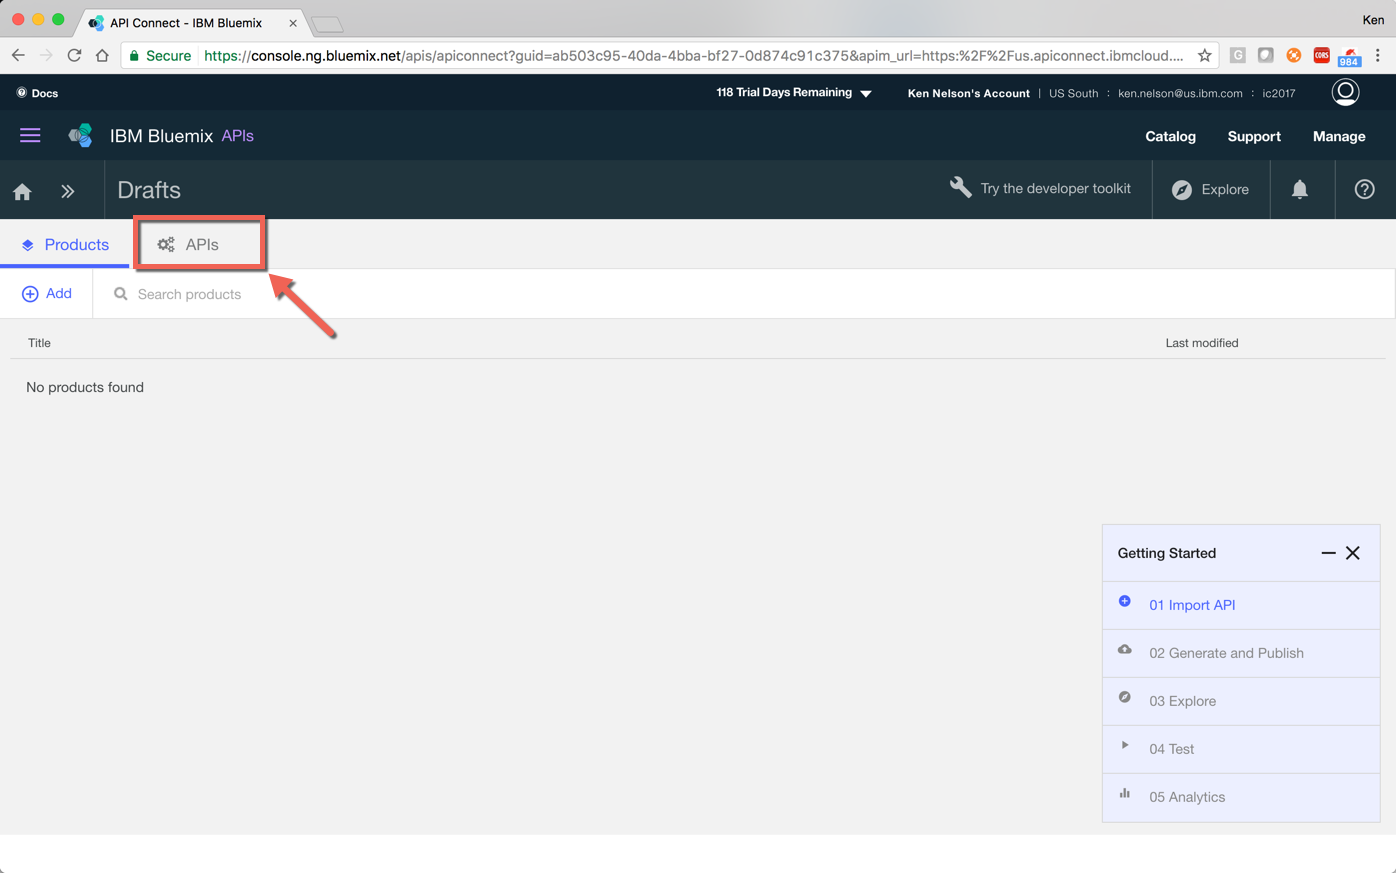 API Connect - IBM Bluemix
Ken
Secure https://console.ng.bluemix.net/apis/apiconnect?guid=ab503c95-40da-4bba-bf27-0d874c91c375&apim_url=https:%2F%2Fus.apiconnect.ibmcloud....
G
CORS
984
Docs
118 Trial Days Remaining
Ken Nelson's Account | US South : ken.nelson@us.ibm.com : ic2017
IBM Bluemix APIs
Catalog
Support
Manage
Drafts
Try the developer toolkit
Explore
Products
APIs
Add
Search products
Title
Last modified
No products found
Getting Started
01 Import API
02 Generate and Publish
03 Explore
04 Test
05 Analytics